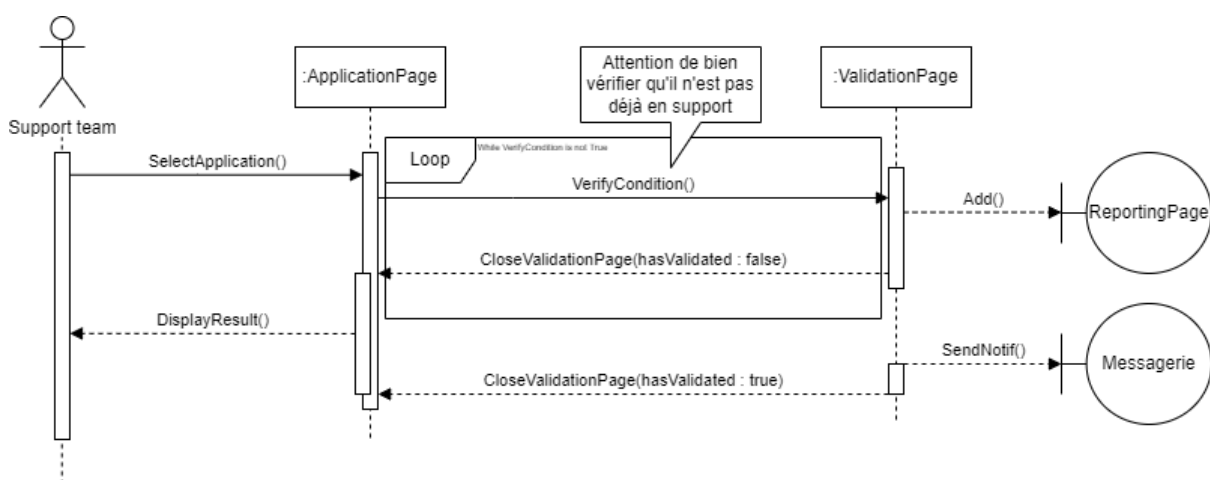 Support team
:ApplicationPage
Attention de bien
vérifier qu'il n'est pas
déjà en support
:ValidationPage
Loop
While VerifyCondition is not True
SelectApplication()
VerifyCondition()
Add()
ReportingPage
CloseValidationPage(hasValidated : false)
DisplayResult()
SendNotif()
Messagerie
CloseValidationPage(hasValidated : true)